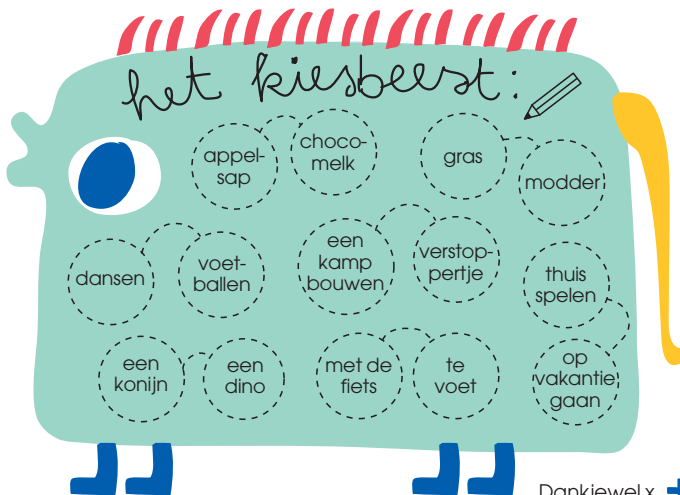 het kiesbeest:
appel-
sap
choco-
melk
gras
modder
dansen
voet-
ballen
een
kamp
bouwen
verstop-
pertje
thuis
spelen
een
konijn
een
dino
met de
fiets
te
voet
op
vakantie
gaan
Dankjewel x